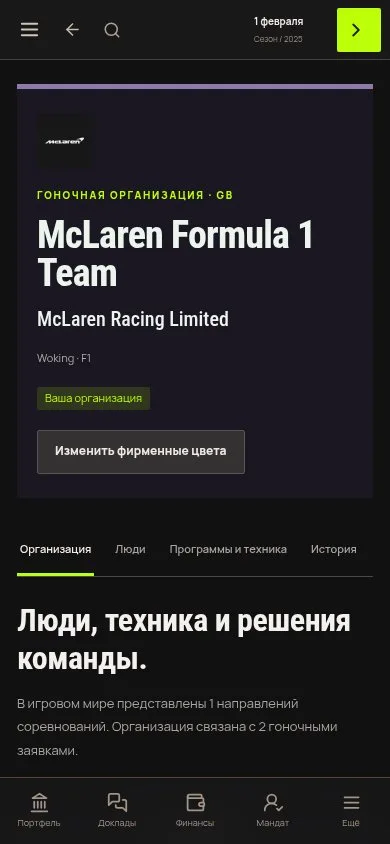 1 февраля
Сезон / 2025
McLaren
ГОНОЧНАЯ ОРГАНИЗАЦИЯ · GB
McLaren Formula 1
Team
McLaren Racing Limited
Woking · F1
Ваша организация
Изменить фирменные цвета
Организация Люди Программы и техника История
Люди, техника и решения
команды.
В игровом мире представлены 1 направлений
соревнований. Организация связана с 2 гоночными
заявками.
Портфель Доклады Финансы Мандат Ещё